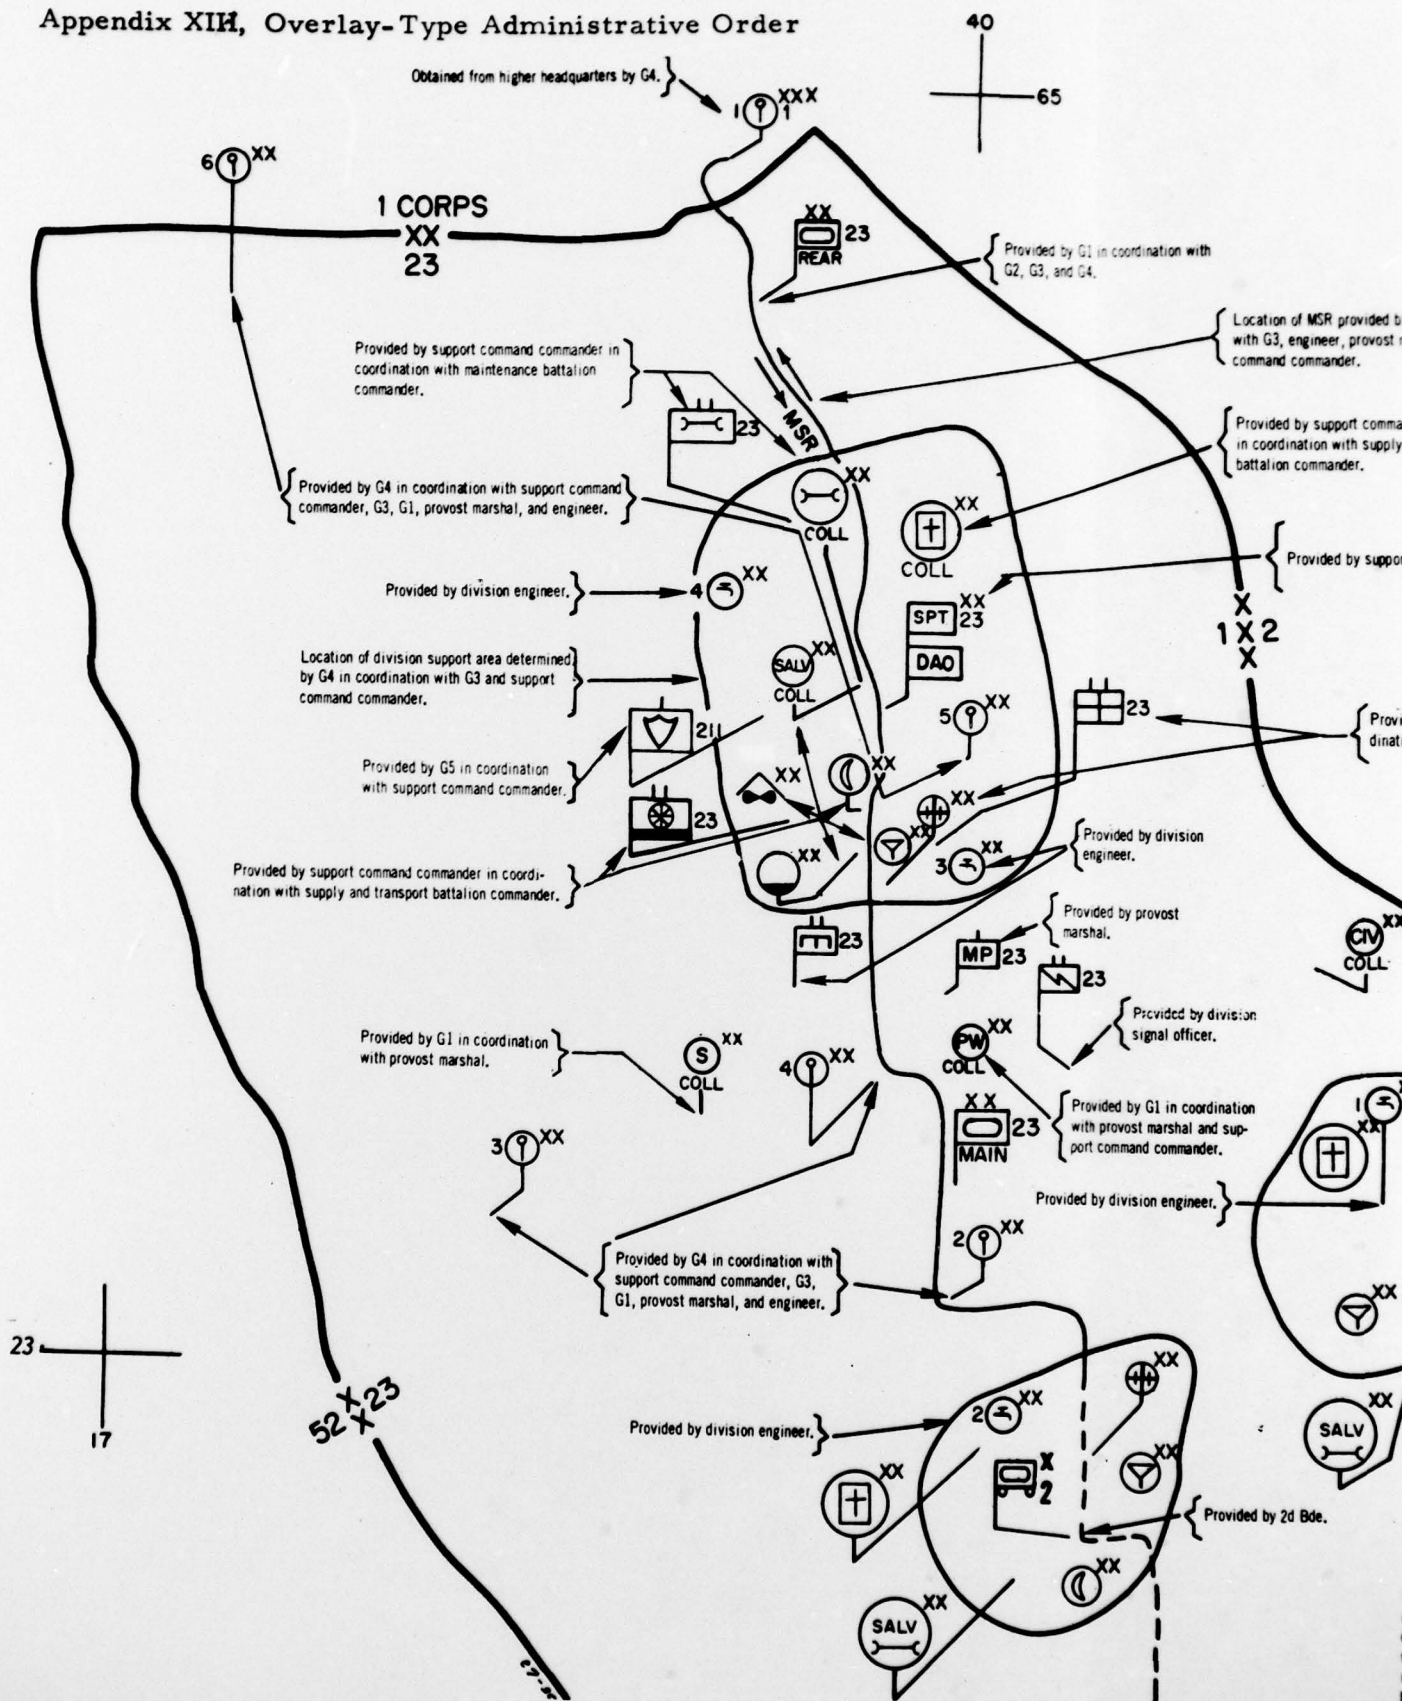 Appendix XIH, Overlay-Type Administrative Order
40
65
Obtained from higher headquarters by G4.
1 XXX
1
6 XX
1 CORPS
XX
23
XX
23
REAR
Provided by G1 in coordination with
G2, G3, and G4.
Location of MSR provided b
with G3, engineer, provost
command commander.
Provided by support command commander in
coordination with maintenance battalion
commander.
23
MSR
Provided by support comma
in coordination with supply
battalion commander.
XX
COLL
XX
COLL
Provided by G4 in coordination with support command
commander, G3, G1, provost marshal, and engineer.
Provided by division engineer.
4 XX
Provided by suppor
SPT XX
23
DAO
X
1 X 2
X
Location of division support area determined
by G4 in coordination with G3 and support
command commander.
SALV XX
COLL
21
5 XX
23
Provi
dinati
Provided by G5 in coordination
with support command commander.
XX
XX
X
23
XX
XX
XX
3 XX
Provided by division
engineer.
Provided by support command commander in coordi-
nation with supply and transport battalion commander.
23
MP 23
Provided by provost
marshal.
23
CIV XX
COLL
Provided by division
signal officer.
Provided by G1 in coordination
with provost marshal.
S XX
COLL
4 XX
PW XX
COLL
XX
23
MAIN
Provided by G1 in coordination
with provost marshal and sup-
port command commander.
1
XX
3 XX
Provided by division engineer.
2 XX
Provided by G4 in coordination with
support command commander, G3,
G1, provost marshal, and engineer.
XX
23
17
52 X 23
X
XX
2 XX
Provided by division engineer.
XX
SALV
XX
XX
X
2
Provided by 2d Bde.
XX
XX
SALV